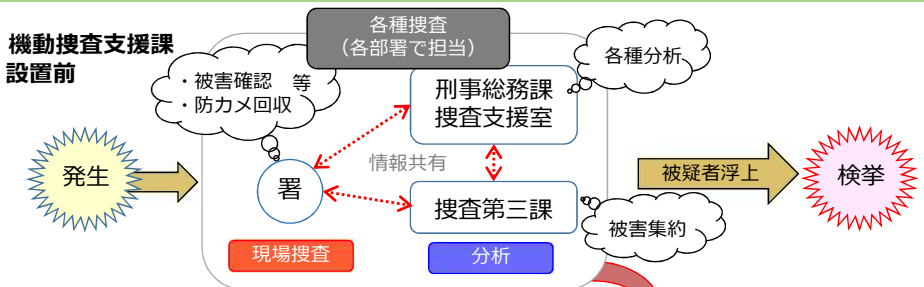 機動捜査支援課
設置前
各種捜査
（各部署で担当）
・被害確認　等
・防カメ回収
各種分析
刑事総務課
捜査支援室
情報共有
発生
署
捜査第三課
被疑者浮上
検挙
被害集約
現場捜査
分析